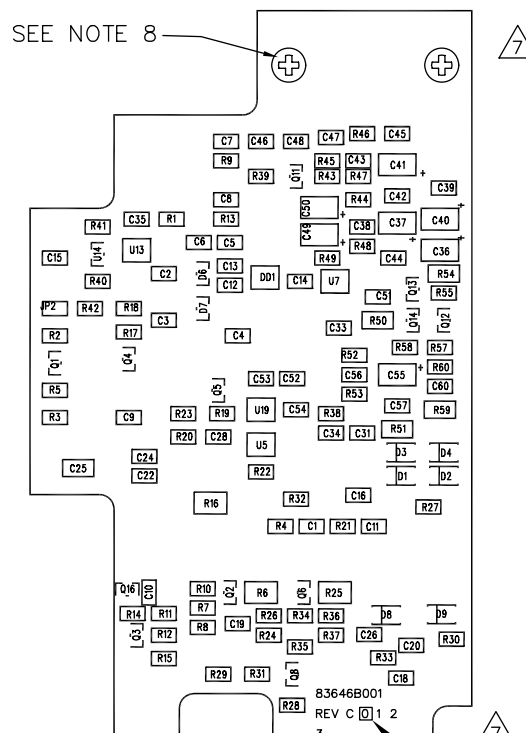 SEE NOTE 8
7
C7 C46 C48 C47 R46 C45
R9 R45 C43 C41
R39 Q11 R43 R47
C39
C8 C50 R44 C42
R41 C35 R1 R13 C38 C37 C40
C49
U14 U13 C6 C5 R48 C36
C15 R49 C44
C13
R40 C2 D6 DD1 C14 U7 R54
C12 Q13
C5 R55
JP2 R42 R18 D7
C3 R50 Q14 Q12
R2 R17 C4 C33
R58 R57
Q1 Q4 R52
R60
C53 C52 C56 C55
R5 Q5 C60
R53
U19 C54 C57 R59
R3 C9 R23 R19 R38
R20 C28 C34 C31 R51
U5
C24 D3 D4
C25 C22 R22 D1 D2
R16 R32 C16
R27
R4 C1 R21 C11
Q16 C10 R10 Q2 R6 Q6 R25
R14 R11 R7 R26 R34 R36 D8 D9
C19
Q3 R12 R8 R24 R37 C26 R30
R35 C20
R15 R33
R29 R31 Q8 C18
83646B001
R28 REV C 0 1 2
3 7